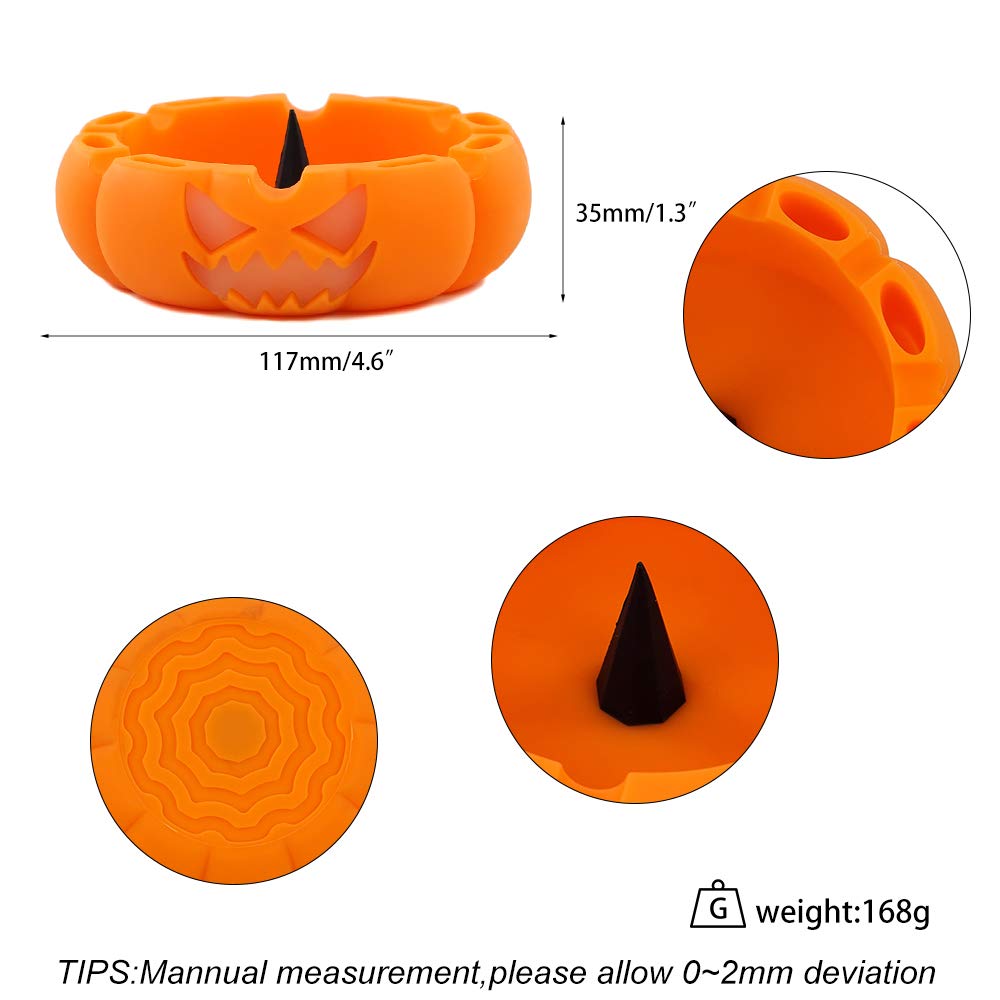 35mm/1.3″
117mm/4.6″
G
weight:168g
TIPS:Mannual measurement,please allow 0~2mm deviation